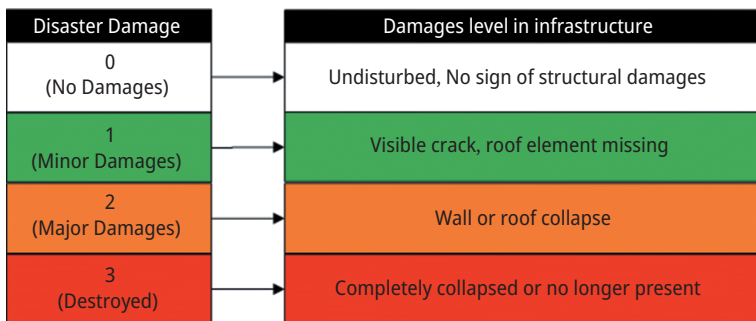 Disaster Damage
Damages level in infrastructure
0
(No Damages)
Undisturbed, No sign of structural damages
1
(Minor Damages)
Visible crack, roof element missing
2
(Major Damages)
Wall or roof collapse
3
(Destroyed)
Completely collapsed or no longer present